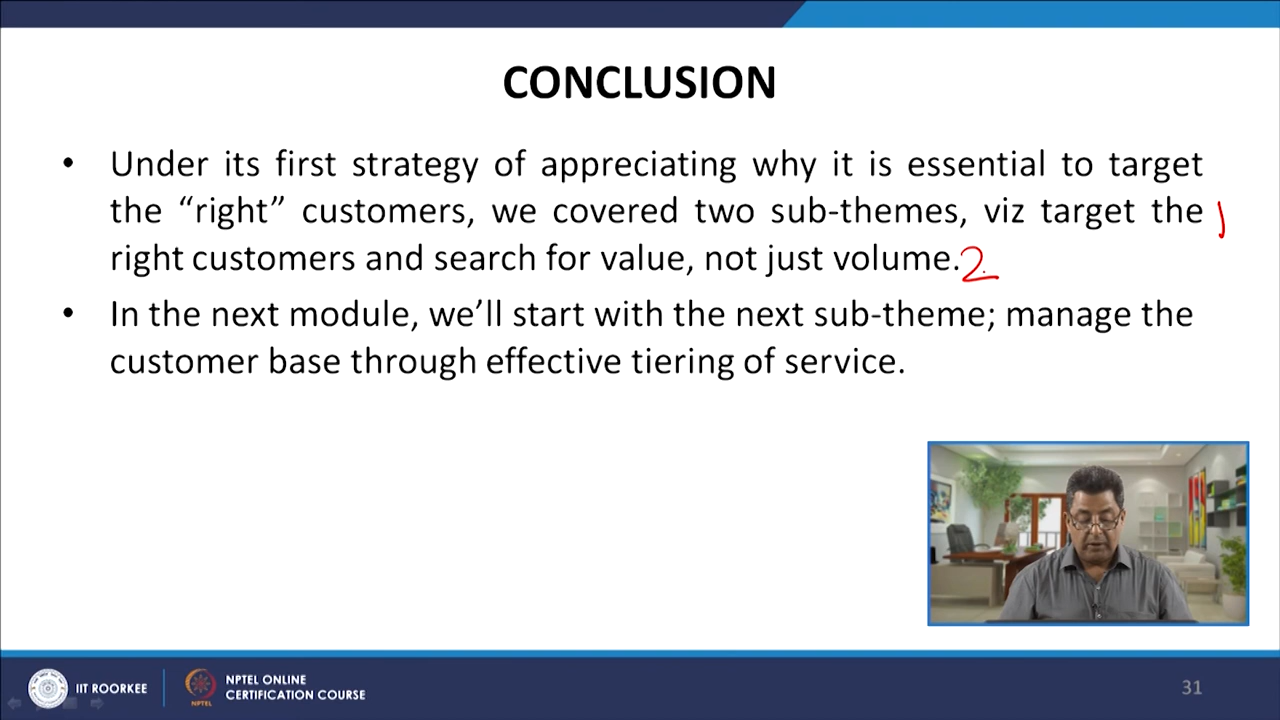 CONCLUSION
• Under its first strategy of appreciating why it is essential to target
the “right” customers, we covered two sub-themes, viz target the 1
right customers and search for value, not just volume. 2
• In the next module, we’ll start with the next sub-theme; manage the
customer base through effective tiering of service.
IIT ROORKEE
NPTEL
NPTEL ONLINE
CERTIFICATION COURSE
31